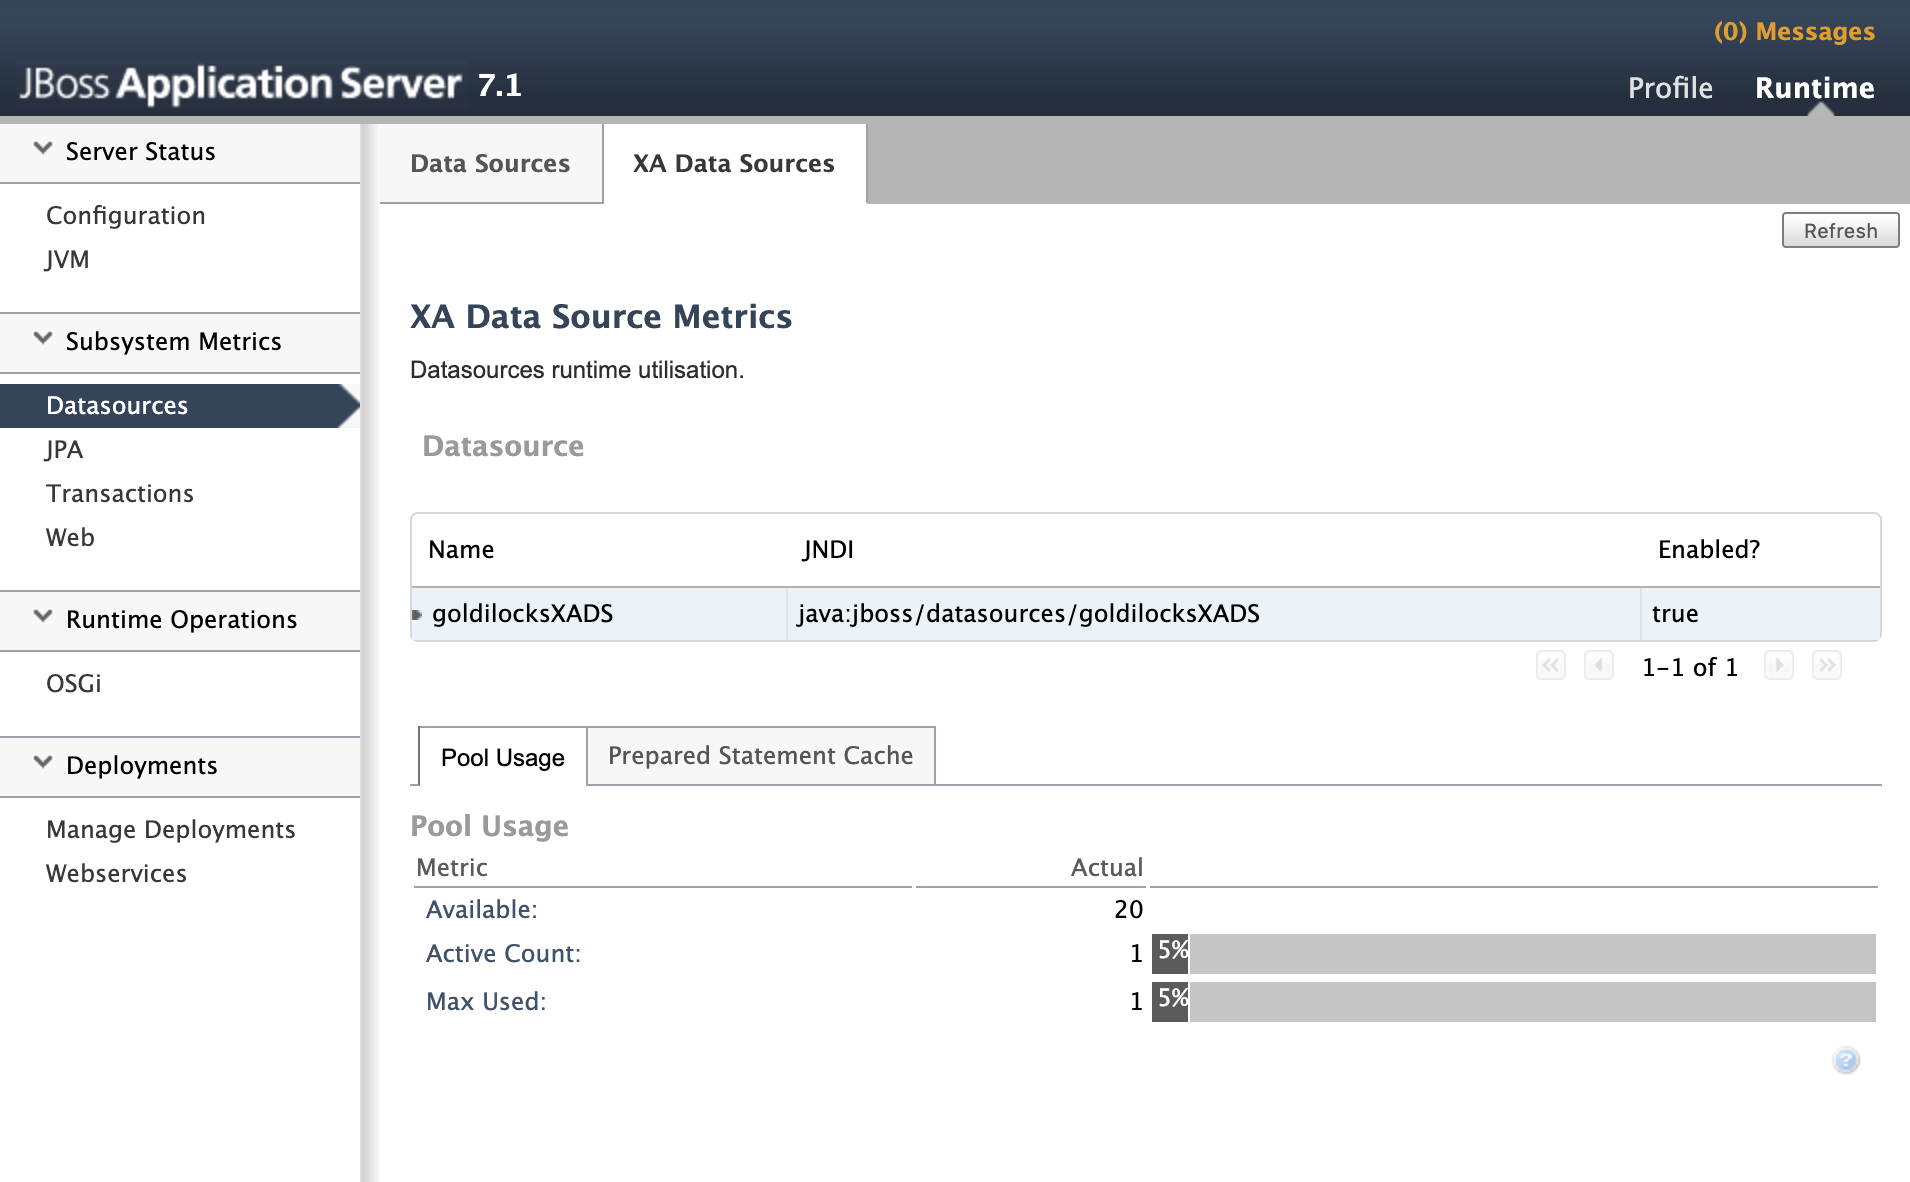 (0) Messages
JBoss Application Server 7.1
Profile Runtime
Server Status
Configuration
JVM
Subsystem Metrics
Datasources
JPA
Transactions
Web
Runtime Operations
OSGi
Deployments
Manage Deployments
Webservices
Data Sources XA Data Sources
Refresh
XA Data Source Metrics
Datasources runtime utilisation.
Datasource
Name JNDI Enabled?
goldilocksXADS java:jboss/datasources/goldilocksXADS true
1-1 of 1
Pool Usage Prepared Statement Cache
Pool Usage
Metric Actual
Available: 20
Active Count: 1 5%
Max Used: 1 5%
?